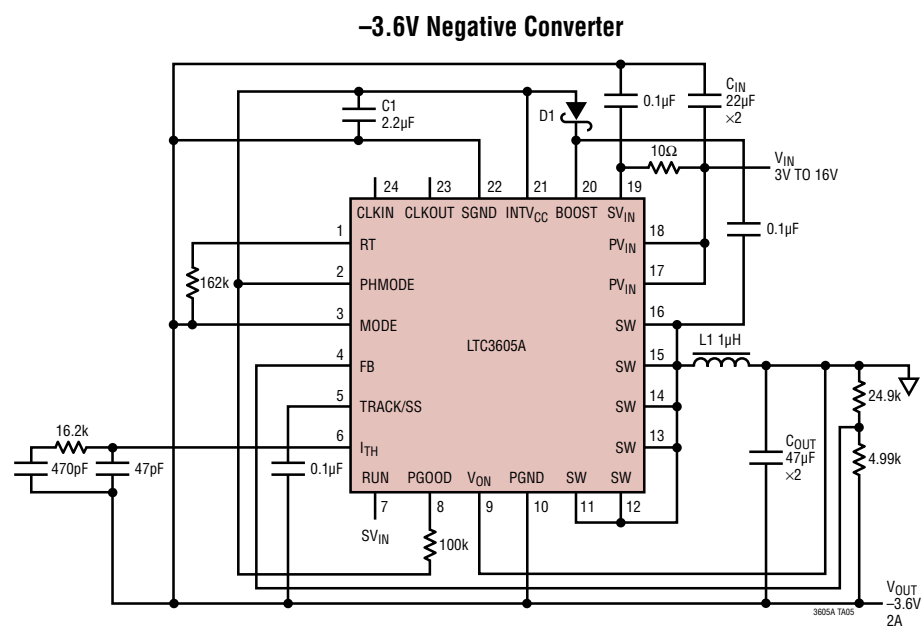 –3.6V Negative Converter
C1
2.2µF
D1
0.1µF
CIN
22µF
×2
10Ω
VIN
3V TO 16V
0.1µF
24
23
22
21
20
19
CLKIN
CLKOUT
SGND
INTVCC
BOOST
SVIN
1
RT
18
PVIN
162k
2
PHMODE
17
PVIN
3
MODE
16
SW
LTC3605A
4
FB
15
SW
L1 1µH
5
TRACK/SS
14
SW
24.9k
6
ITH
13
SW
16.2k
470pF
47pF
0.1µF
COUT
47µF
×2
4.99k
RUN
PGOOD
VON
PGND
SW
SW
7
8
9
10
11
12
SVIN
100k
VOUT
–3.6V
2A
3605A TA05